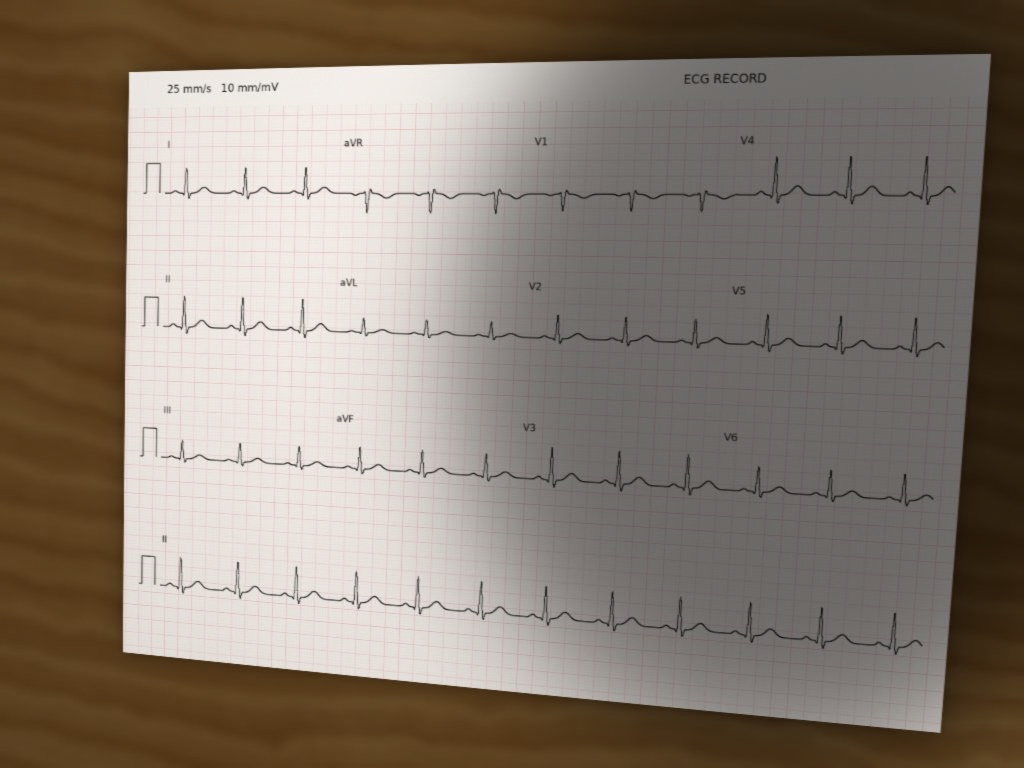 25 mm/s 10 mm/mV ECG RECORD
I aVR V1 V4
II aVL V2 V5
III aVF V3 V6
II